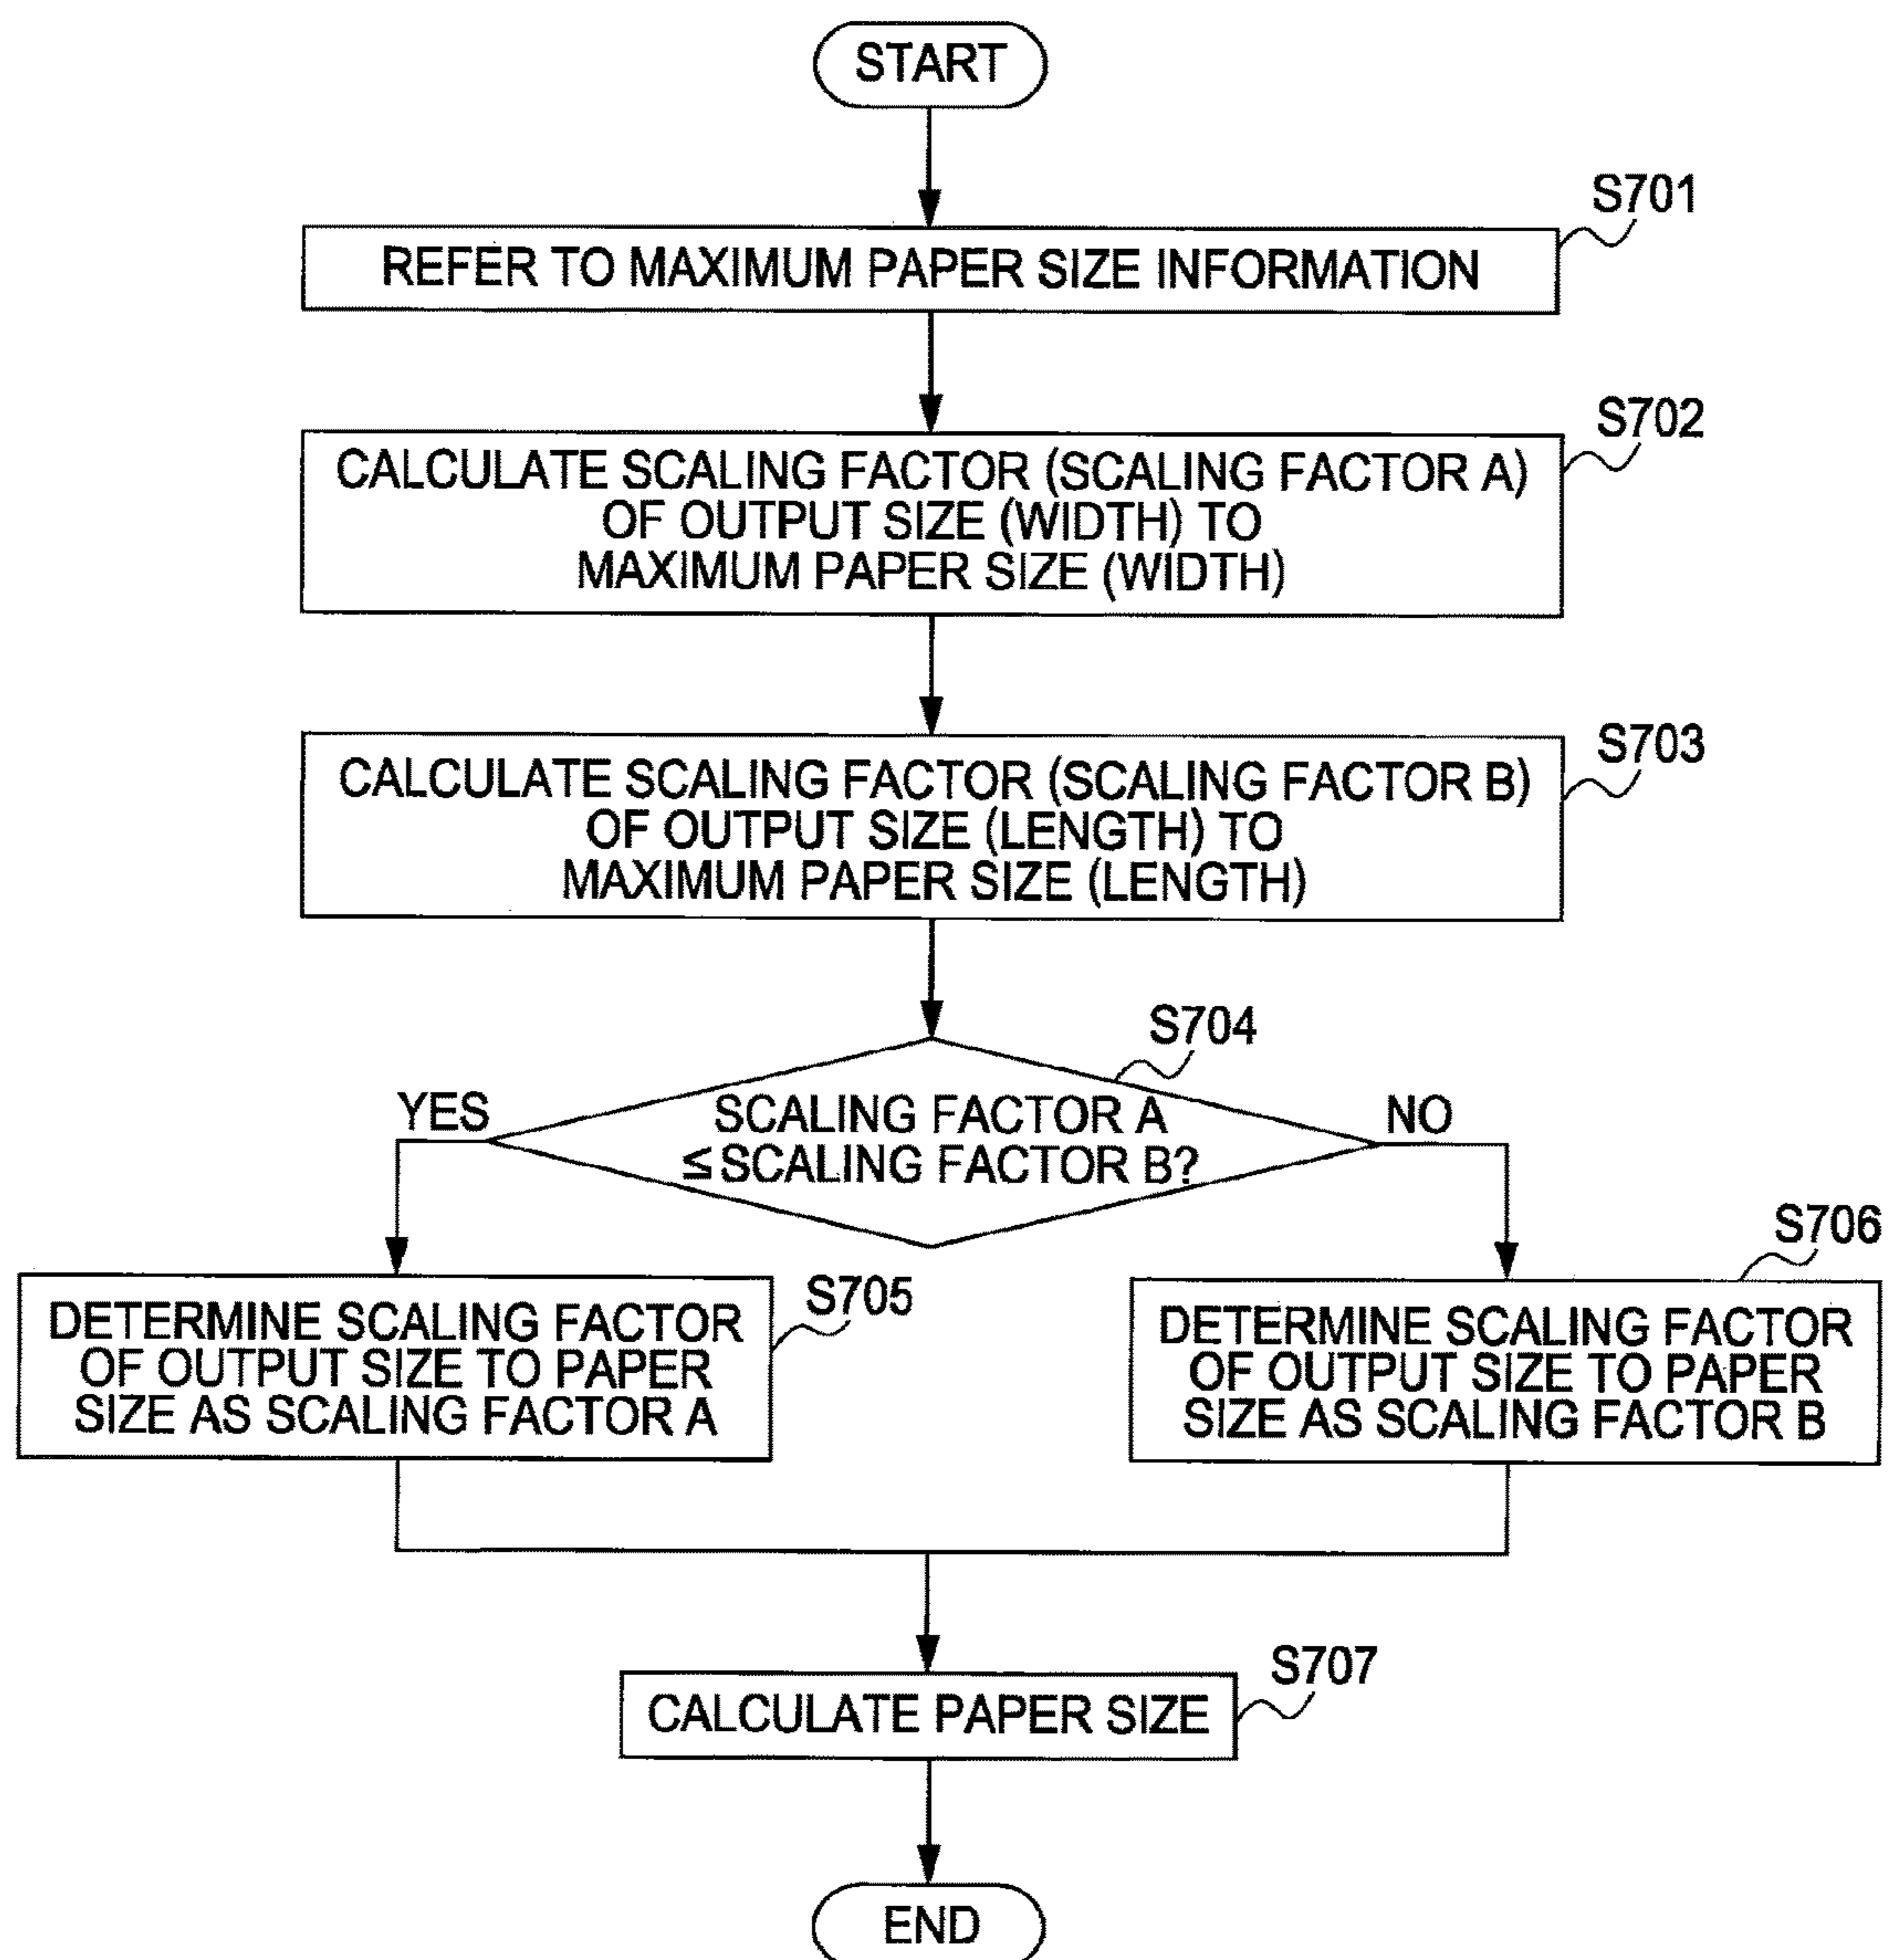 START
S701
REFER TO MAXIMUM PAPER SIZE INFORMATION
S702
CALCULATE SCALING FACTOR (SCALING FACTOR A)
OF OUTPUT SIZE (WIDTH) TO
MAXIMUM PAPER SIZE (WIDTH)
S703
CALCULATE SCALING FACTOR (SCALING FACTOR B)
OF OUTPUT SIZE (LENGTH) TO
MAXIMUM PAPER SIZE (LENGTH)
S704
YES
SCALING FACTOR A
≤ SCALING FACTOR B?
NO
S705
DETERMINE SCALING FACTOR
OF OUTPUT SIZE TO PAPER
SIZE AS SCALING FACTOR A
S706
DETERMINE SCALING FACTOR
OF OUTPUT SIZE TO PAPER
SIZE AS SCALING FACTOR B
S707
CALCULATE PAPER SIZE
END